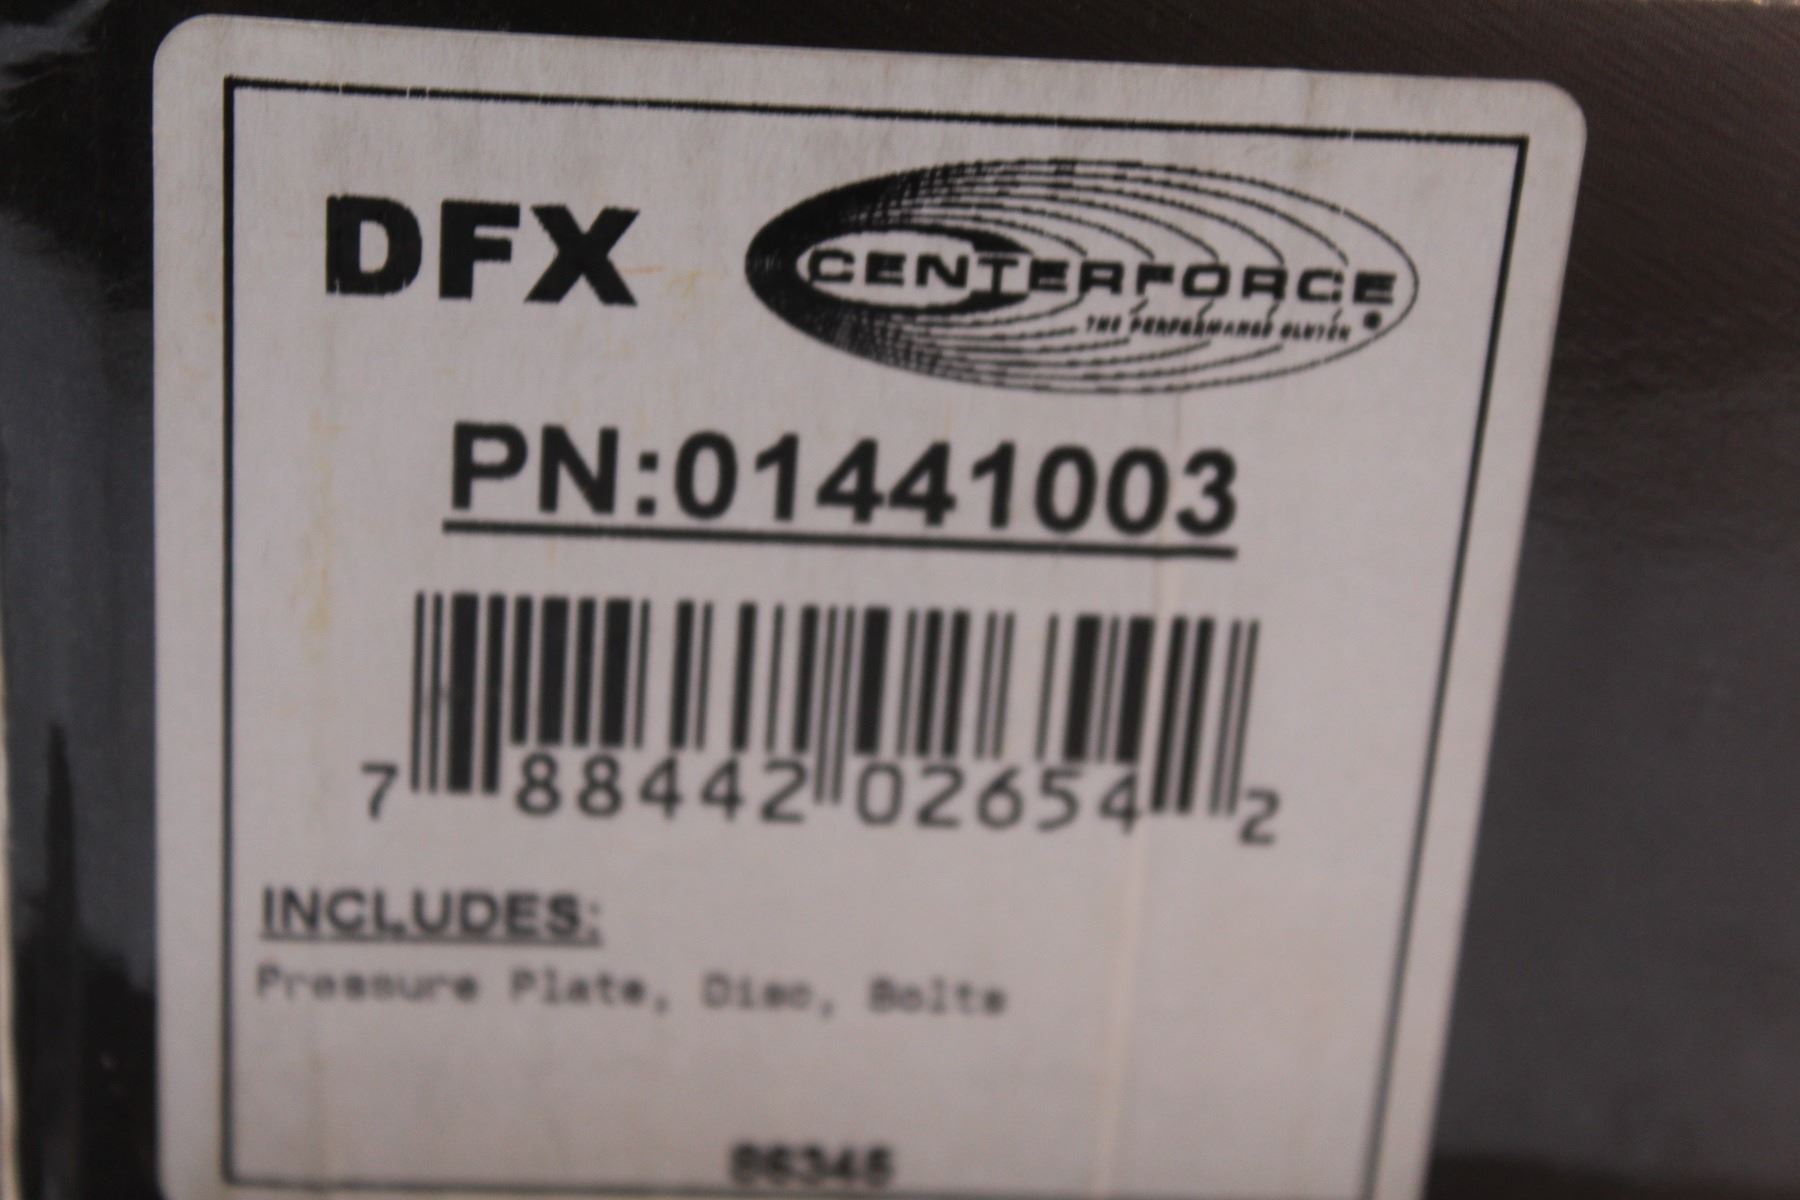 DFX
CENTERFORCE®
THE PERFORMANCE CLUTCH
PN:01441003
7 88442 02654 2
INCLUDES:
Pressure Plate, Disc, Bolts
86345